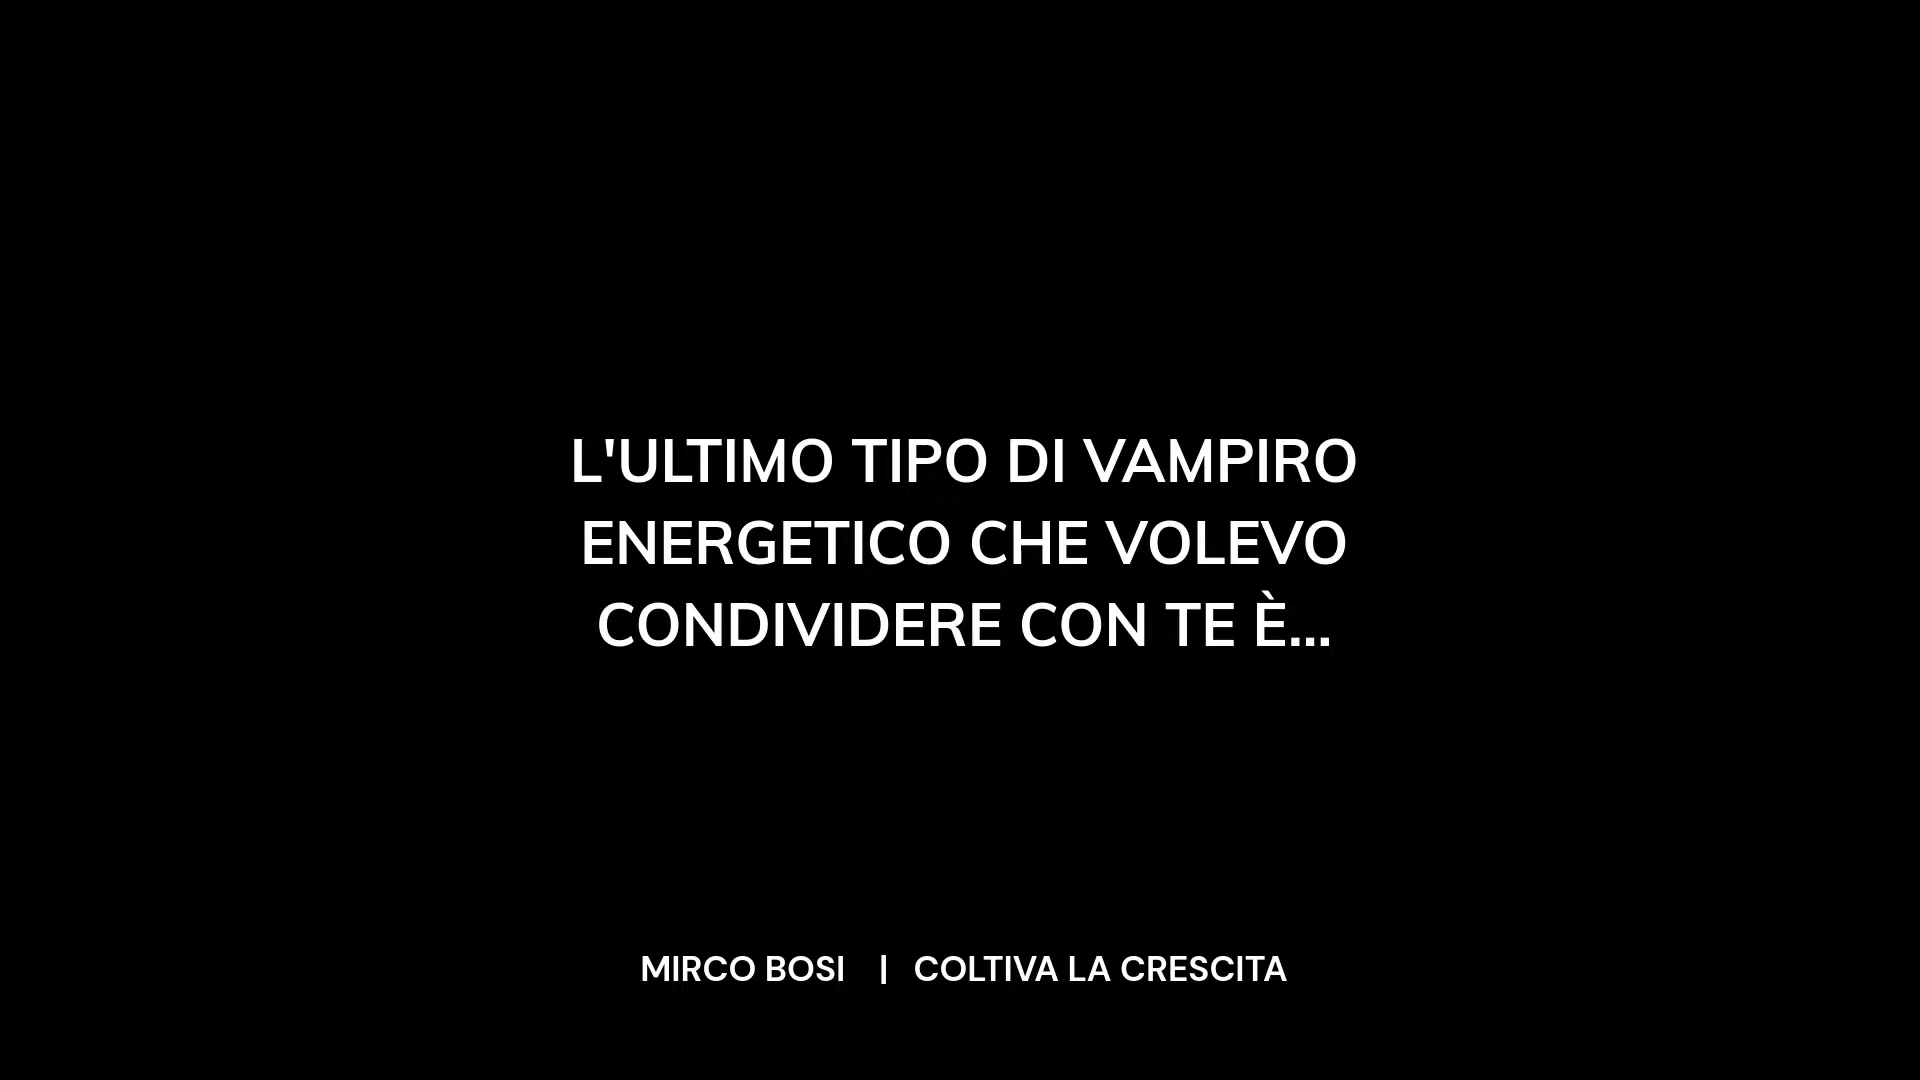 L'ULTIMO TIPO DI VAMPIRO
ENERGETICO CHE VOLEVO
CONDIVIDERE CON TE È...
MIRCO BOSI | COLTIVA LA CRESCITA